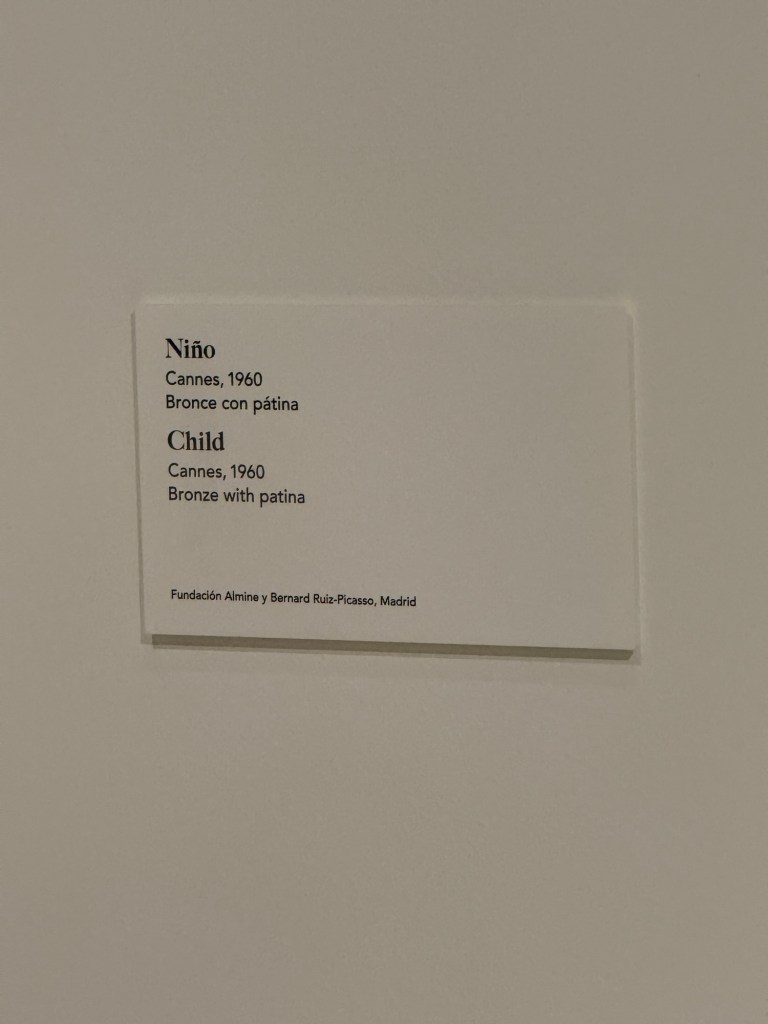 Niño
Cannes, 1960
Bronce con pátina
Child
Cannes, 1960
Bronze with patina
Fundación Almine y Bernard Ruiz-Picasso, Madrid